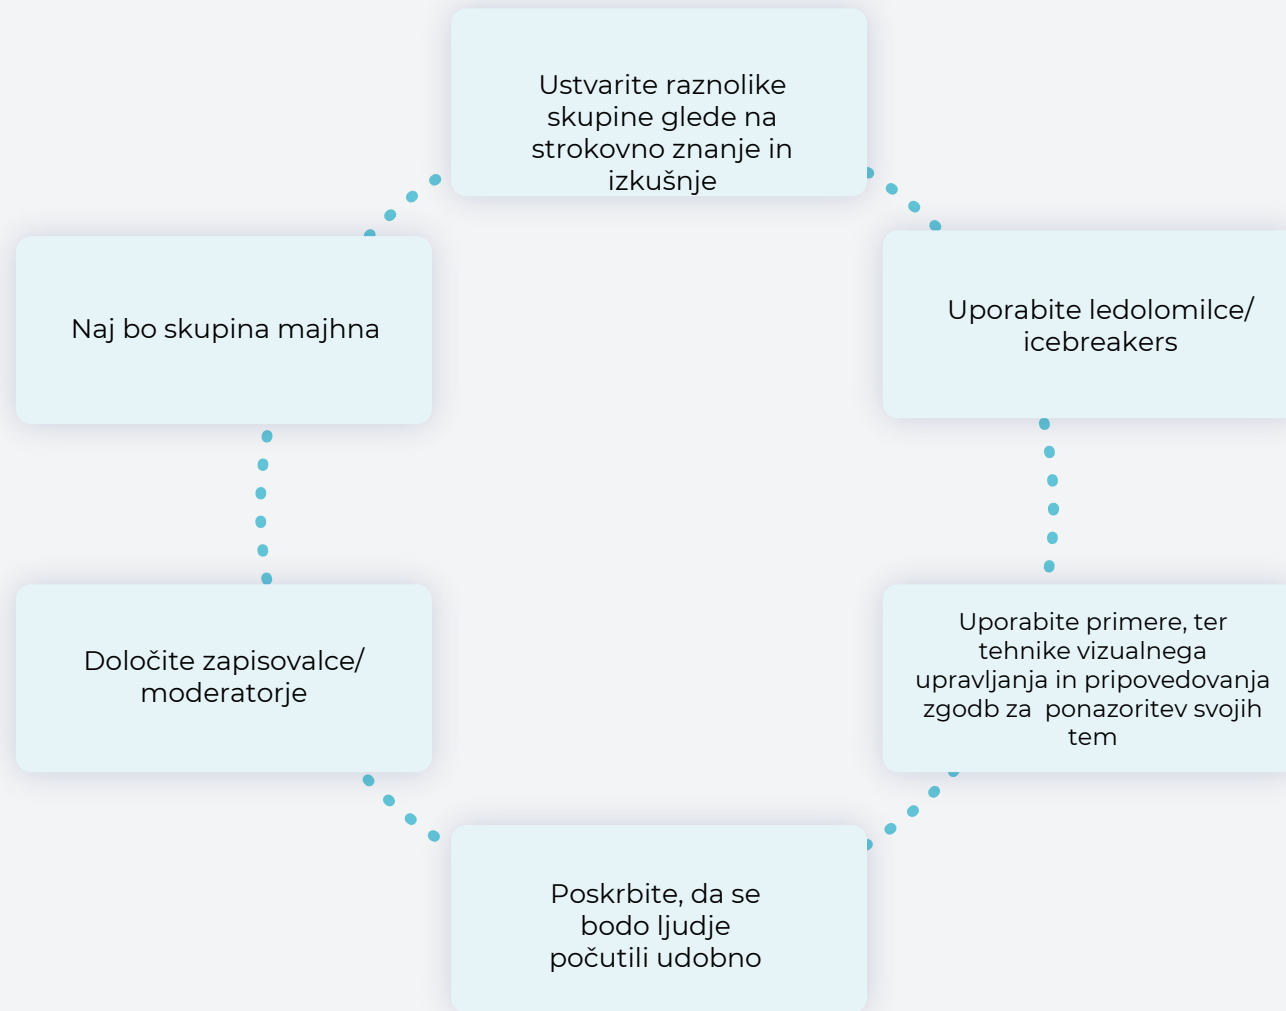 Ustvarite raznolike
skupine glede na
strokovno znanje in
izkušnje
Naj bo skupina majhna
Uporabite ledolomilce/
icebreakers
Določite zapisovalce/
moderatorje
Uporabite primere, ter
tehnike vizualnega
upravljanja in pripovedovanja
zgodb za  ponazoritev svojih
tem
Poskrbite, da se
bodo ljudje
počutili udobno